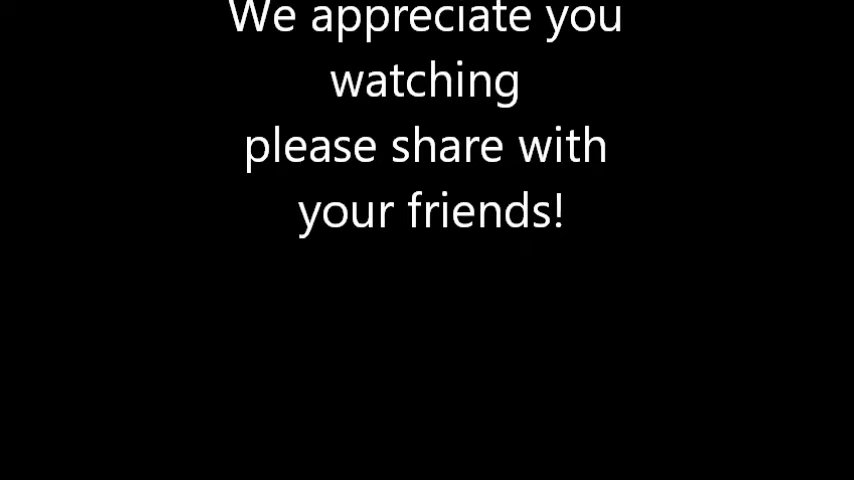 We appreciate you
watching
please share with
your friends!